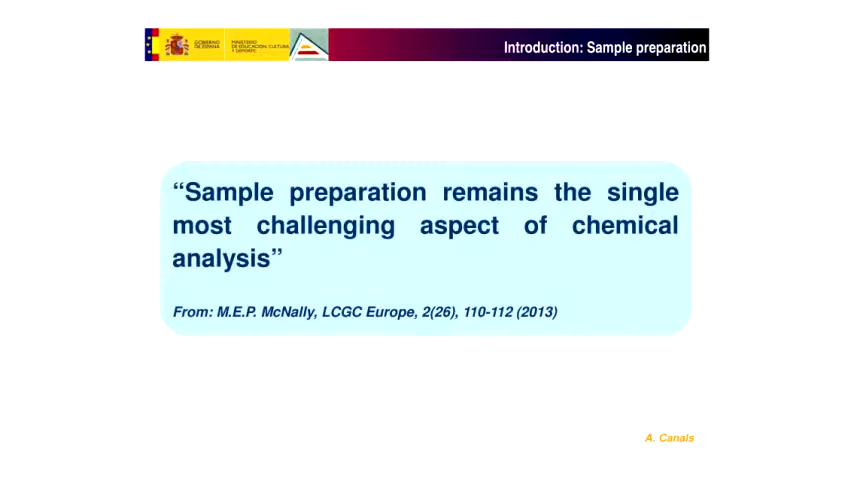 GOBIERNO
DE ESPAÑA
MINISTERIO
DE EDUCACIÓN, CULTURA
Y DEPORTE
Introduction: Sample preparation
“Sample preparation remains the single
most challenging aspect of chemical
analysis”
From: M.E.P. McNally, LCGC Europe, 2(26), 110-112 (2013)
A. Canals